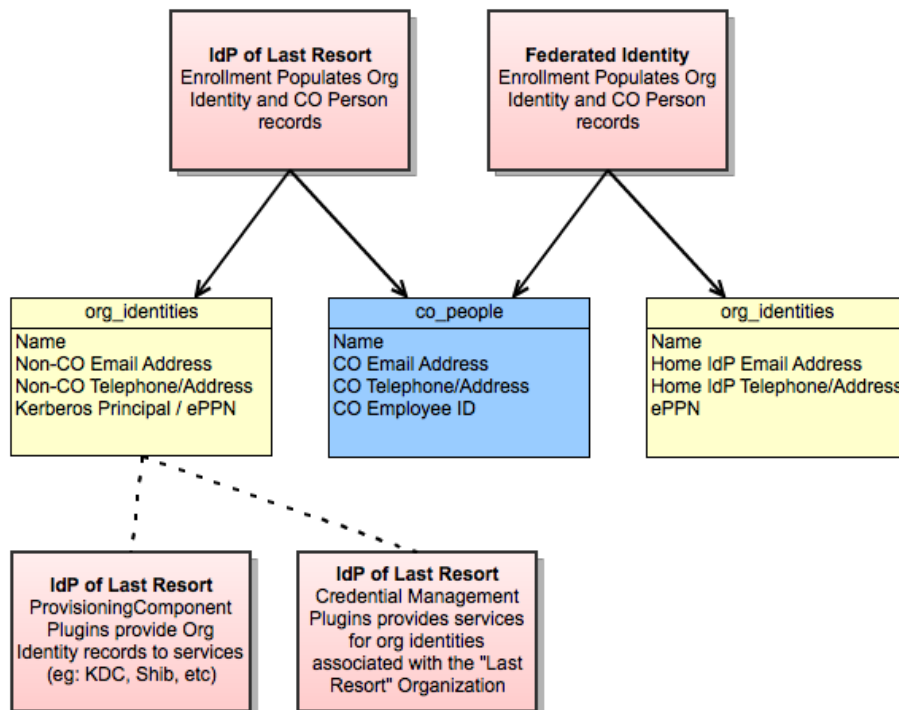 IdP of Last Resort
Enrollment Populates Org
Identity and CO Person
records
Federated Identity
Enrollment Populates Org
Identity and CO Person
records
org_identities
Name
Non-CO Email Address
Non-CO Telephone/Address
Kerberos Principal / ePPN
co_people
Name
CO Email Address
CO Telephone/Address
CO Employee ID
org_identities
Name
Home IdP Email Address
Home IdP Telephone/Address
ePPN
IdP of Last Resort
ProvisioningComponent
Plugins provide Org
Identity records to services
(eg: KDC, Shib, etc)
IdP of Last Resort
Credential Management
Plugins provides services
for org identities
associated with the "Last
Resort" Organization